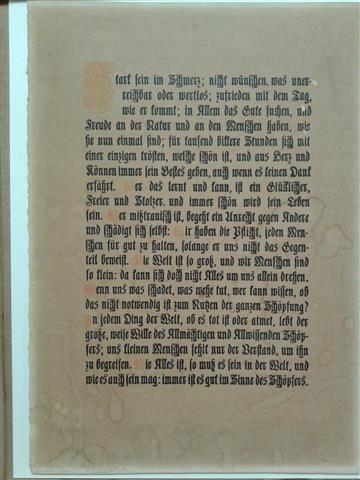 Stark sein im Schmerz; nicht wünschen, was uner-
reichbar oder wertlos; zufrieden mit dem Tag,
wie er kommt; in Allem das Gute suchen, und
Freude an der Natur und an den Menschen haben, wie
sie nun einmal sind; für tausend bittere Stunden sich mit
einer einzigen trösten, welche schön ist, und aus Herz und
Können immer sein Bestes geben, auch wenn es keinen Dank
erfährt. Wer das lernt und kann, ist ein Glücklicher,
Freier und Stolzer, und immer schön wird sein Leben
sein. Wer mißtrauisch ist, begeht ein Unrecht gegen Andere
und schädigt sich selbst. Wir haben die Pflicht, jeden Men-
schen für gut zu halten, solange er uns nicht das Gegen-
teil beweist. Die Welt ist so groß, und wir Menschen sind
so klein: da kann sich doch nicht Alles um uns allein drehen.
Wenn uns was schadet, was wehe tut, wer kann wissen, ob
das nicht notwendig ist zum Nutzen der ganzen Schöpfung?
In jedem Ding der Welt, ob es tot ist oder atmet, lebt der
große, weise Wille des Allmächtigen und Allwissenden Schöp-
fers; uns kleinen Menschen fehlt nur der Verstand, um ihn
zu begreifen. Wie Alles ist, so muß es sein in der Welt, und
wie es auch sein mag: immer ist es gut im Sinne des Schöpfers.